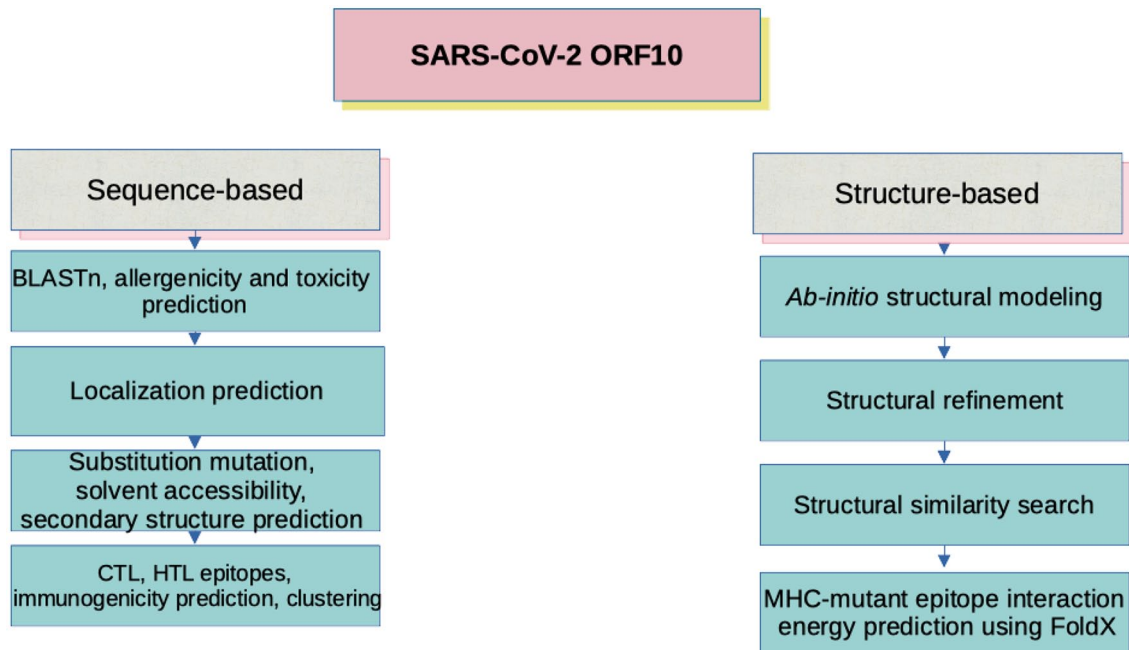 SARS-CoV-2 ORF10
Sequence-based
BLASTn, allergenicity and toxicity
prediction
Localization prediction
Substitution mutation,
solvent accessibility,
secondary structure prediction
CTL, HTL epitopes,
immunogenicity prediction, clustering
Structure-based
Ab-initio structural modeling
Structural refinement
Structural similarity search
MHC-mutant epitope interaction
energy prediction using FoldX